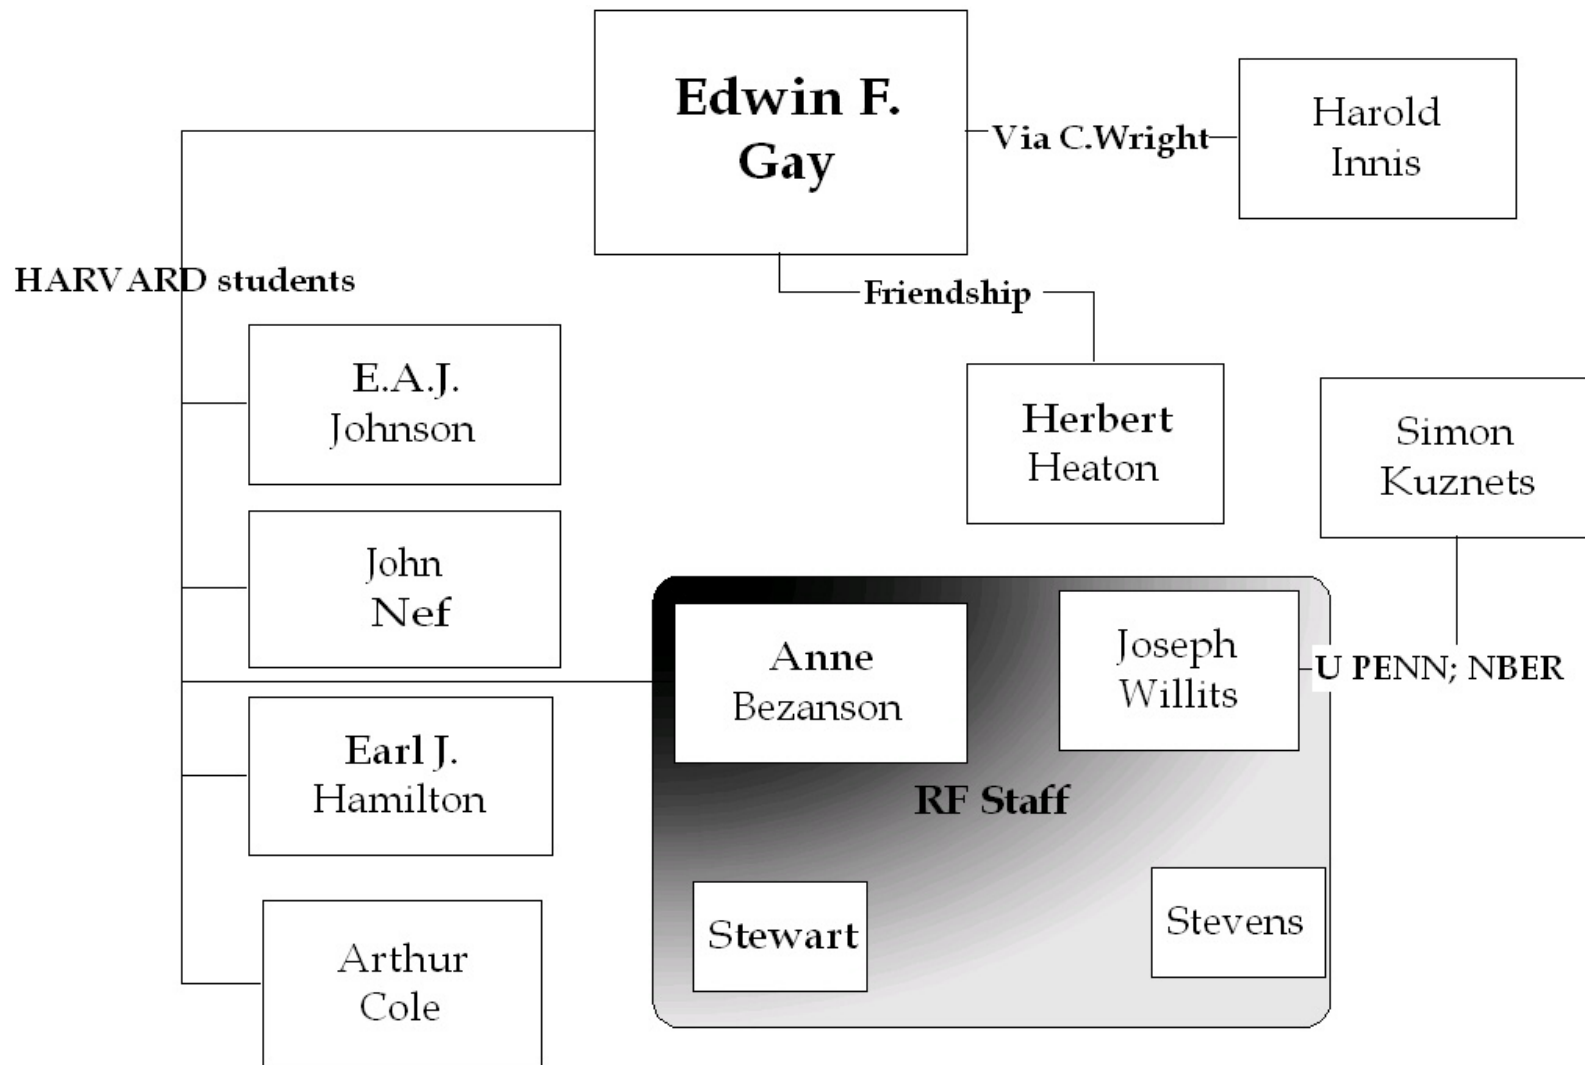 Edwin F.
Gay
Via C.Wright
Harold
Innis
HARVARD students
Friendship
E.A.J.
Johnson
Herbert
Heaton
Simon
Kuznets
John
Nef
Anne
Bezanson
Joseph
Willits
U PENN; NBER
Earl J.
Hamilton
RF Staff
Stewart
Stevens
Arthur
Cole